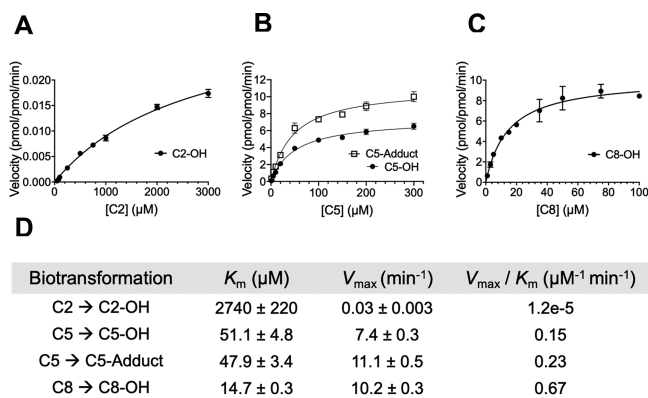 A
B
C
Velocity (pmol/pmol/min)
0.020
0.015
0.010
0.005
0.000
0
1000
2000
3000
[C2] (µM)
C2-OH
Velocity (pmol/pmol/min)
12
10
8
6
4
2
0
0
100
200
300
[C5] (µM)
C5-Adduct
C5-OH
Velocity (pmol/pmol/min)
10
8
6
4
2
0
0
20
40
60
80
100
[C8] (µM)
C8-OH
D
Biotransformation Km (µM) Vmax (min-1) Vmax / Km (µM-1 min-1)
C2 → C2-OH 2740 ± 220 0.03 ± 0.003 1.2e-5
C5 → C5-OH 51.1 ± 4.8 7.4 ± 0.3 0.15
C5 → C5-Adduct 47.9 ± 3.4 11.1 ± 0.5 0.23
C8 → C8-OH 14.7 ± 0.3 10.2 ± 0.3 0.67